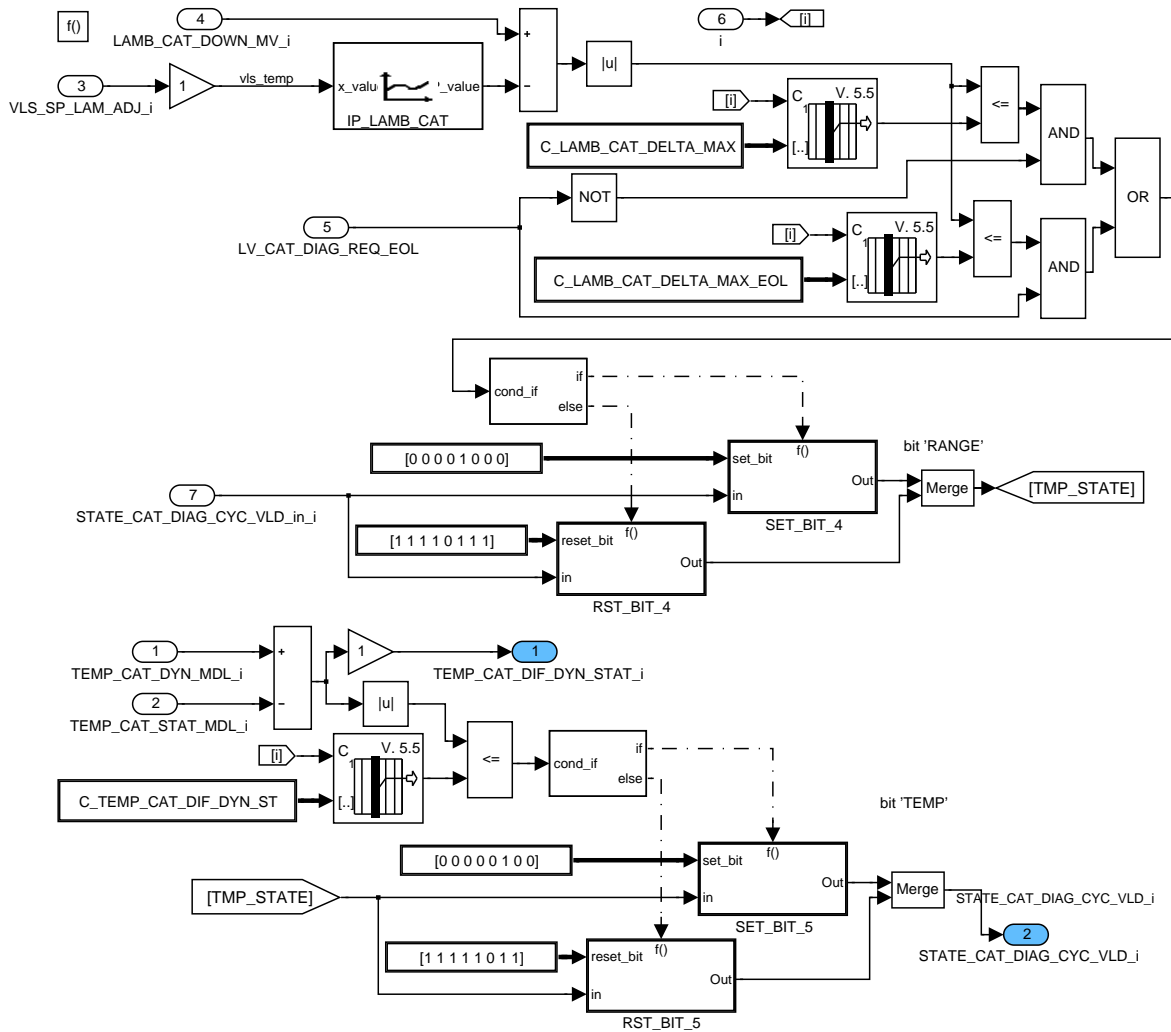 f()
4
LAMB_CAT_DOWN_MV_i
6
[i]
i
+
|u|
3
1
vls_temp
VLS_SP_LAM_ADJ_i
x_valu
'_value
−
IP_LAMB_CAT
[i]
C
1
V. 5.5
<=
AND
C_LAMB_CAT_DELTA_MAX
[..]
OR
NOT
5
LV_CAT_DIAG_REQ_EOL
[i]
C
1
V. 5.5
<=
AND
C_LAMB_CAT_DELTA_MAX_EOL
[..]
cond_if
if
else
[0 0 0 0 1 0 0 0]
set_bit
f()
bit 'RANGE'
Out
in
Merge
[TMP_STATE]
7
STATE_CAT_DIAG_CYC_VLD_in_i
SET_BIT_4
[1 1 1 1 0 1 1 1]
reset_bit
f()
Out
in
RST_BIT_4
1
TEMP_CAT_DYN_MDL_i
+
1
1
TEMP_CAT_DIF_DYN_STAT_i
2
TEMP_CAT_STAT_MDL_i
−
|u|
[i]
C
1
V. 5.5
<=
cond_if
if
else
C_TEMP_CAT_DIF_DYN_ST
[..]
bit 'TEMP'
[0 0 0 0 0 1 0 0]
set_bit
f()
Out
[TMP_STATE]
in
Merge
STATE_CAT_DIAG_CYC_VLD_i
SET_BIT_5
2
STATE_CAT_DIAG_CYC_VLD_i
[1 1 1 1 1 0 1 1]
reset_bit
f()
Out
in
RST_BIT_5